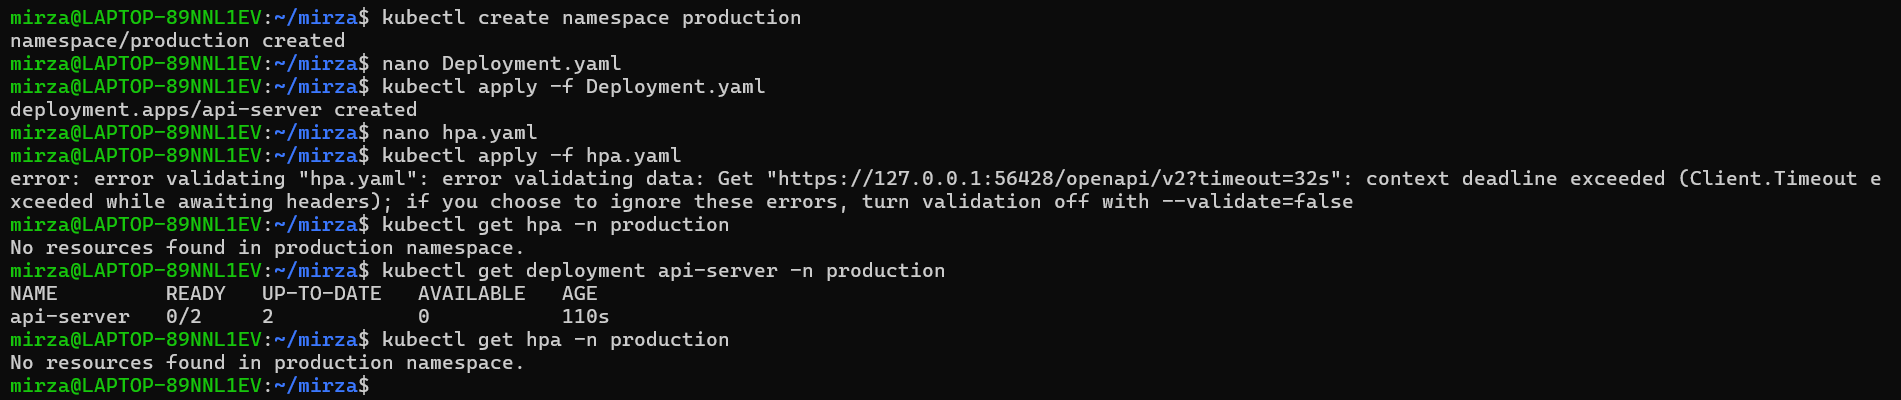 mirza@LAPTOP-89NNL1EV:~/mirza$ kubectl create namespace production
namespace/production created
mirza@LAPTOP-89NNL1EV:~/mirza$ nano Deployment.yaml
mirza@LAPTOP-89NNL1EV:~/mirza$ kubectl apply -f Deployment.yaml
deployment.apps/api-server created
mirza@LAPTOP-89NNL1EV:~/mirza$ nano hpa.yaml
mirza@LAPTOP-89NNL1EV:~/mirza$ kubectl apply -f hpa.yaml
error: error validating "hpa.yaml": error validating data: Get "https://127.0.0.1:56428/openapi/v2?timeout=32s": context deadline exceeded (Client.Timeout e
xceeded while awaiting headers); if you choose to ignore these errors, turn validation off with --validate=false
mirza@LAPTOP-89NNL1EV:~/mirza$ kubectl get hpa -n production
No resources found in production namespace.
mirza@LAPTOP-89NNL1EV:~/mirza$ kubectl get deployment api-server -n production
NAME         READY   UP-TO-DATE   AVAILABLE   AGE
api-server   0/2     2            0           110s
mirza@LAPTOP-89NNL1EV:~/mirza$ kubectl get hpa -n production
No resources found in production namespace.
mirza@LAPTOP-89NNL1EV:~/mirza$